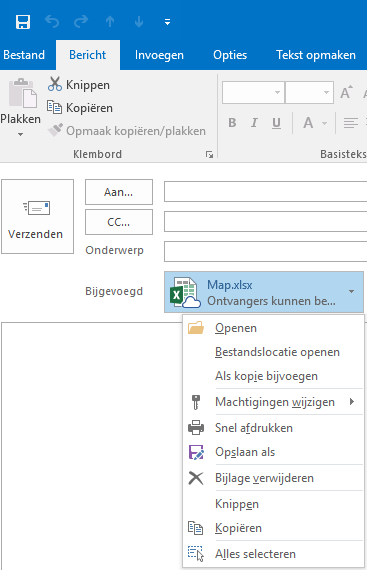 Bestand Bericht Invoegen Opties Tekst opmaken
Plakken
Knippen
Kopiëren
Opmaak kopiëren/plakken
B I U A
Klembord
Basisteks
Verzenden
Aan...
CC...
Onderwerp
Bijgevoegd
Map.xlsx
Ontvangers kunnen be...
Openen
Bestandslocatie openen
Als kopje bijvoegen
Machtigingen wijzigen
Snel afdrukken
Opslaan als
Bijlage verwijderen
Knippen
Kopiëren
Alles selecteren